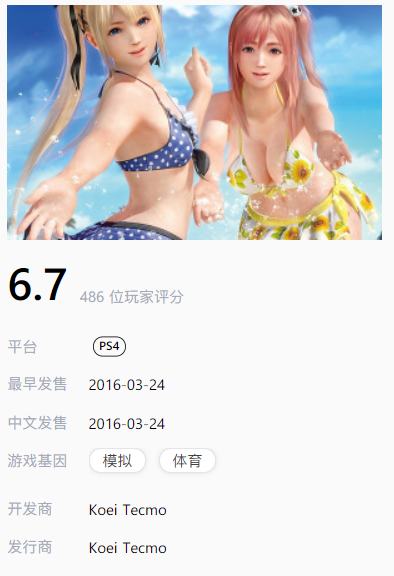 6.7 486 位玩家评分
平台 PS4
最早发售 2016-03-24
中文发售 2016-03-24
游戏基因 模拟 体育
开发商 Koei Tecmo
发行商 Koei Tecmo